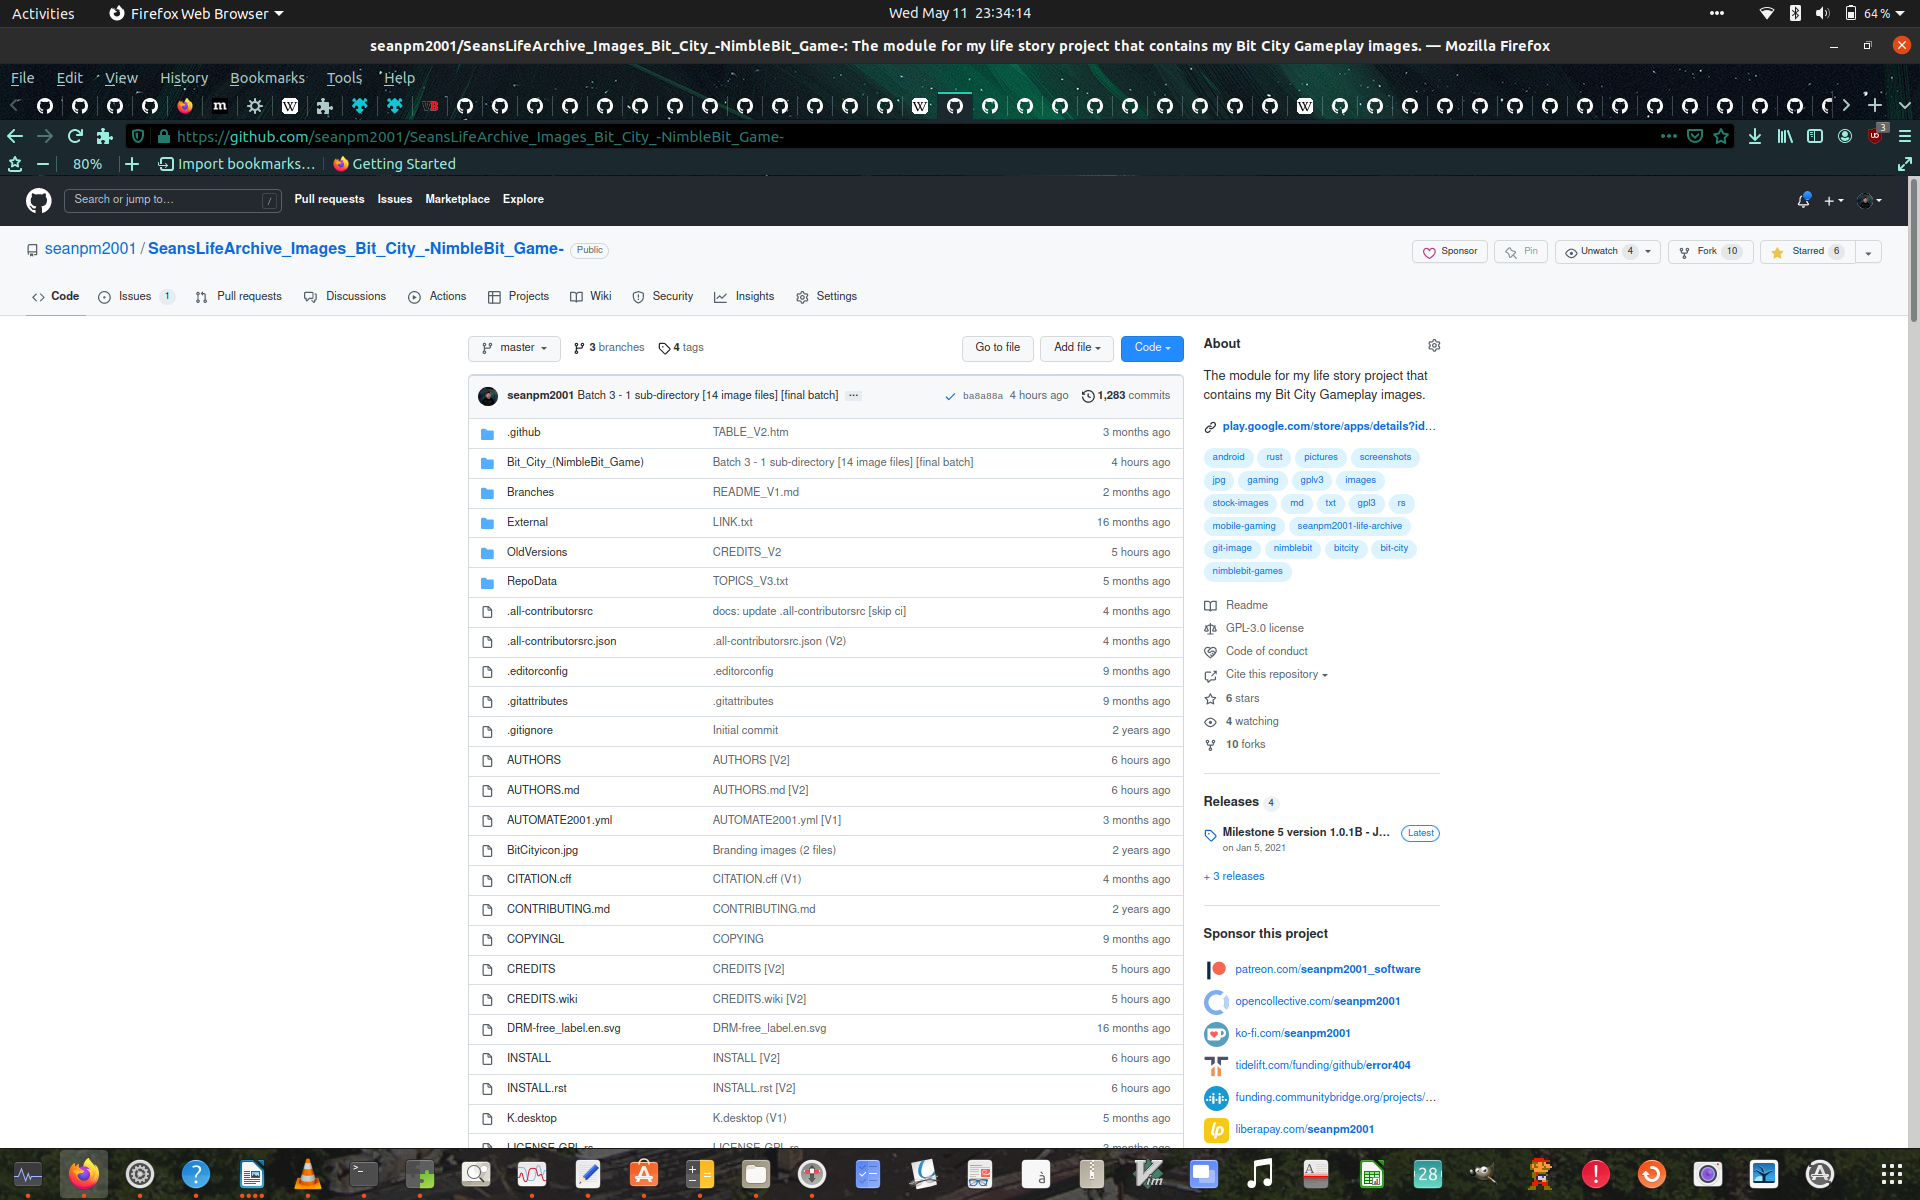 Activities
Firefox Web Browser
Wed May 11 23:34:14
64 %
seanpm2001/SeansLifeArchive_Images_Bit_City_-NimbleBit_Game-: The module for my life story project that contains my Bit City Gameplay images. — Mozilla Firefox
File Edit View History Bookmarks Tools Help
https://github.com/seanpm2001/SeansLifeArchive_Images_Bit_City_-NimbleBit_Game-
3
80%
Import bookmarks...
Getting Started
Search or jump to...
/
Pull requests Issues Marketplace Explore
seanpm2001 / SeansLifeArchive_Images_Bit_City_-NimbleBit_Game- Public
Sponsor Pin Unwatch 4 Fork 10 Starred 6
Code Issues 1 Pull requests Discussions Actions Projects Wiki Security Insights Settings
master 3 branches 4 tags Go to file Add file Code
seanpm2001 Batch 3 - 1 sub-directory [14 image files] [final batch] ... ba8a88a 4 hours ago 1,283 commits
.github TABLE_V2.htm 3 months ago
Bit_City_(NimbleBit_Game) Batch 3 - 1 sub-directory [14 image files] [final batch] 4 hours ago
Branches README_V1.md 2 months ago
External LINK.txt 16 months ago
OldVersions CREDITS_V2 5 hours ago
RepoData TOPICS_V3.txt 5 months ago
.all-contributorsrc docs: update .all-contributorsrc [skip ci] 4 months ago
.all-contributorsrc.json .all-contributorsrc.json (V2) 4 months ago
.editorconfig .editorconfig 9 months ago
.gitattributes .gitattributes 9 months ago
.gitignore Initial commit 2 years ago
AUTHORS AUTHORS [V2] 6 hours ago
AUTHORS.md AUTHORS.md [V2] 6 hours ago
AUTOMATE2001.yml AUTOMATE2001.yml [V1] 3 months ago
BitCityicon.jpg Branding images (2 files) 2 years ago
CITATION.cff CITATION.cff (V1) 4 months ago
CONTRIBUTING.md CONTRIBUTING.md 2 years ago
COPYINGL COPYING 9 months ago
CREDITS CREDITS [V2] 5 hours ago
CREDITS.wiki CREDITS.wiki [V2] 5 hours ago
DRM-free_label.en.svg DRM-free_label.en.svg 16 months ago
INSTALL INSTALL [V2] 6 hours ago
INSTALL.rst INSTALL.rst [V2] 6 hours ago
K.desktop K.desktop (V1) 5 months ago
About
The module for my life story project that
contains my Bit City Gameplay images.
play.google.com/store/apps/details?id...
android rust pictures screenshots
jpg gaming gplv3 images
stock-images md txt gpl3 rs
mobile-gaming seanpm2001-life-archive
git-image nimblebit bitcity bit-city
nimblebit-games
Readme
GPL-3.0 license
Code of conduct
Cite this repository
6 stars
4 watching
10 forks
Releases 4
Milestone 5 version 1.0.1B - J... Latest
on Jan 5, 2021
+ 3 releases
Sponsor this project
patreon.com/seanpm2001_software
opencollective.com/seanpm2001
ko-fi.com/seanpm2001
tidelift.com/funding/github/error404
funding.communitybridge.org/projects/...
liberapay.com/seanpm2001
28